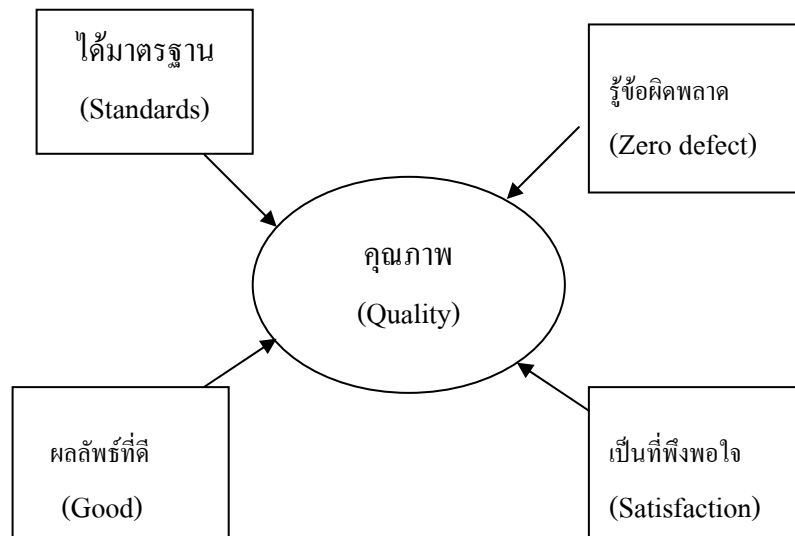 ได้มาตรฐาน
(Standards)
รู้ข้อผิดพลาด
(Zero defect)
คุณภาพ
(Quality)
ผลลัพธ์ที่ดี
(Good)
เป็นที่พึงพอใจ
(Satisfaction)